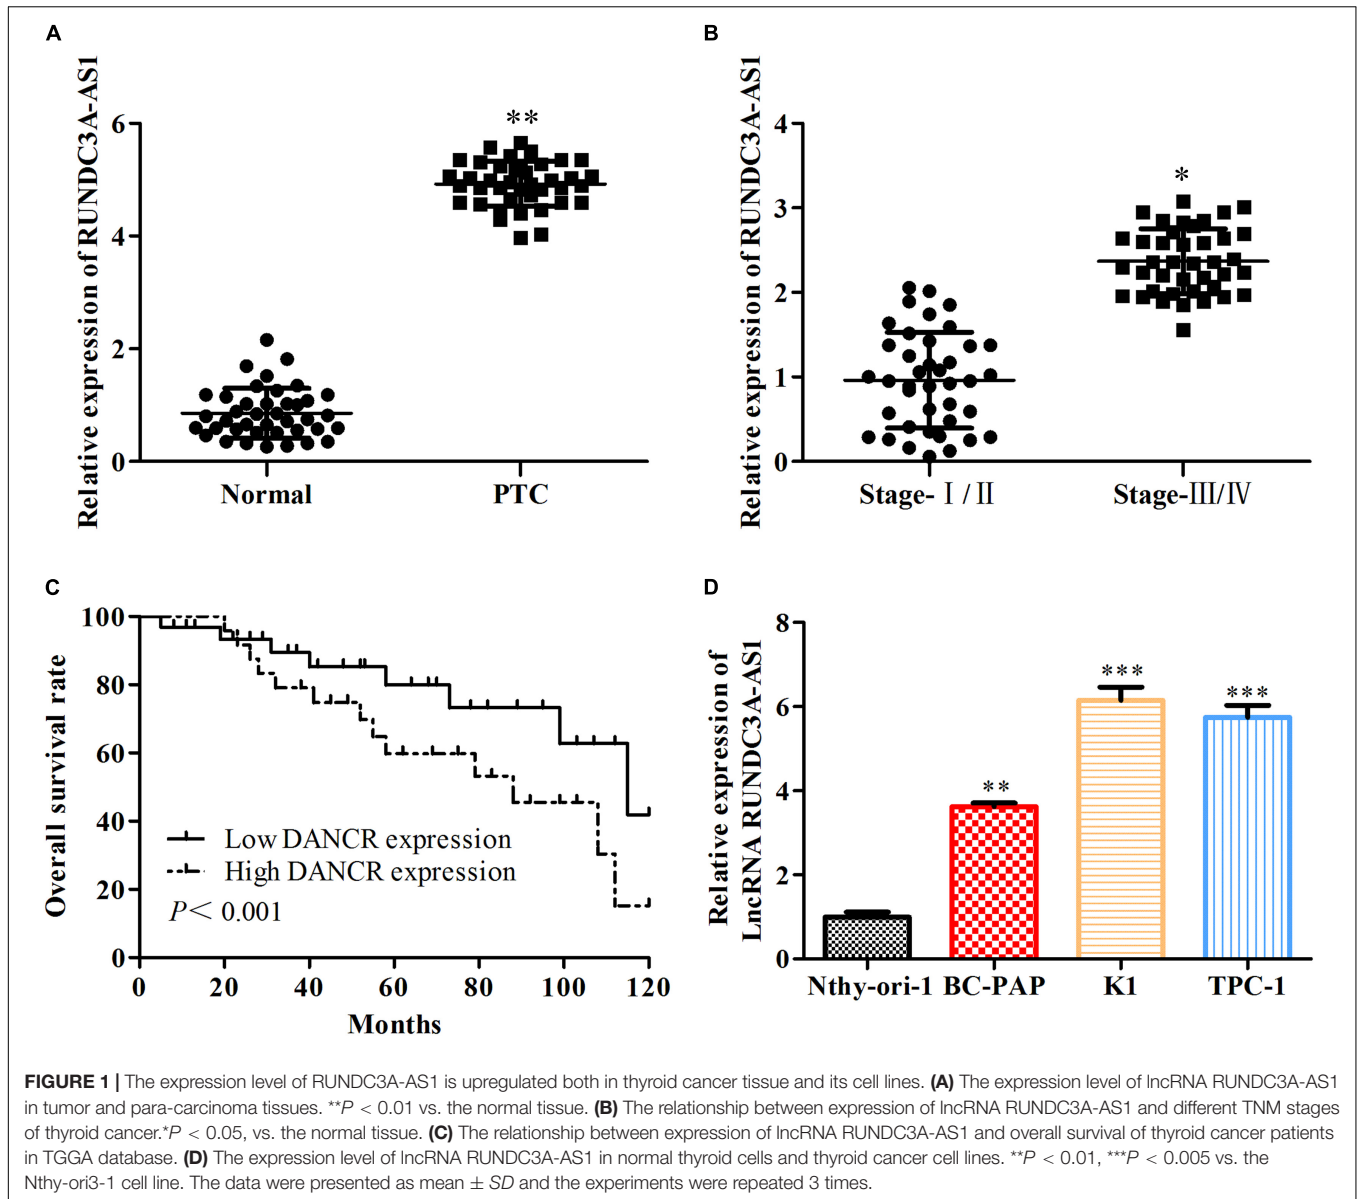 A
Relative expression of RUNDC3A-AS1
6
4
2
0
**
Normal
PTC
B
Relative expression of RUNDC3A-AS1
4
3
2
1
0
*
Stage-Ⅰ/Ⅱ
Stage-Ⅲ/Ⅳ
C
Overall survival rate
100
80
60
40
20
0
Low DANCR expression
High DANCR expression
P< 0.001
0 20 40 60 80 100 120
Months
D
Relative expression of
LncRNA RUNDC3A-AS1
8
6
4
2
0
**
***
***
Nthy-ori-1 BC-PAP K1 TPC-1
FIGURE 1 | The expression level of RUNDC3A-AS1 is upregulated both in thyroid cancer tissue and its cell lines. (A) The expression level of lncRNA RUNDC3A-AS1
in tumor and para-carcinoma tissues. **P < 0.01 vs. the normal tissue. (B) The relationship between expression of lncRNA RUNDC3A-AS1 and different TNM stages
of thyroid cancer.*P < 0.05, vs. the normal tissue. (C) The relationship between expression of lncRNA RUNDC3A-AS1 and overall survival of thyroid cancer patients
in TGGA database. (D) The expression level of lncRNA RUNDC3A-AS1 in normal thyroid cells and thyroid cancer cell lines. **P < 0.01, ***P < 0.005 vs. the
Nthy-ori3-1 cell line. The data were presented as mean ± SD and the experiments were repeated 3 times.